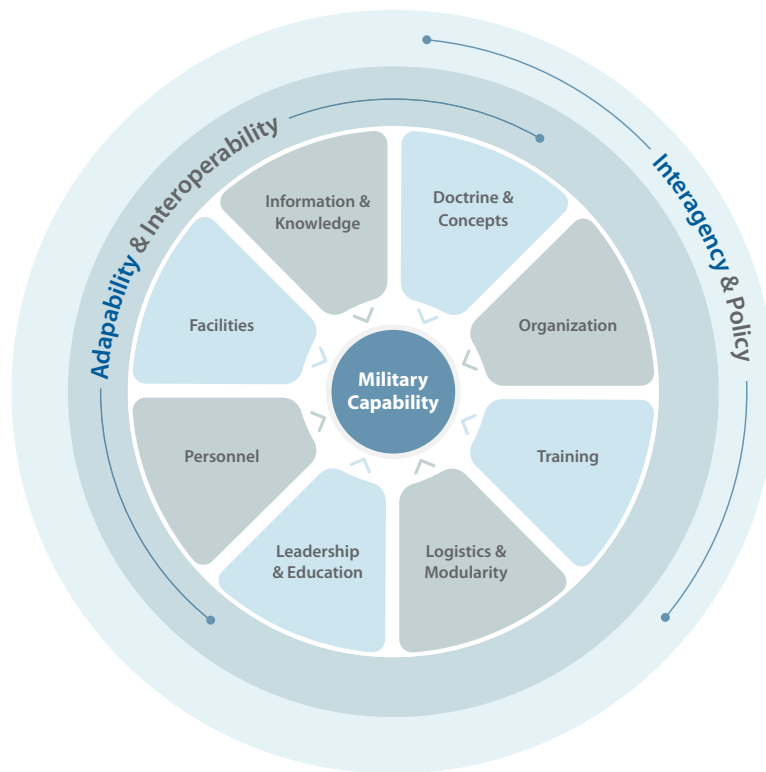 Interagency & Policy
Adapability & Interoperability
Information &
Knowledge
Doctrine &
Concepts
Facilities
Organization
Military
Capability
Personnel
Training
Leadership
& Education
Logistics &
Modularity